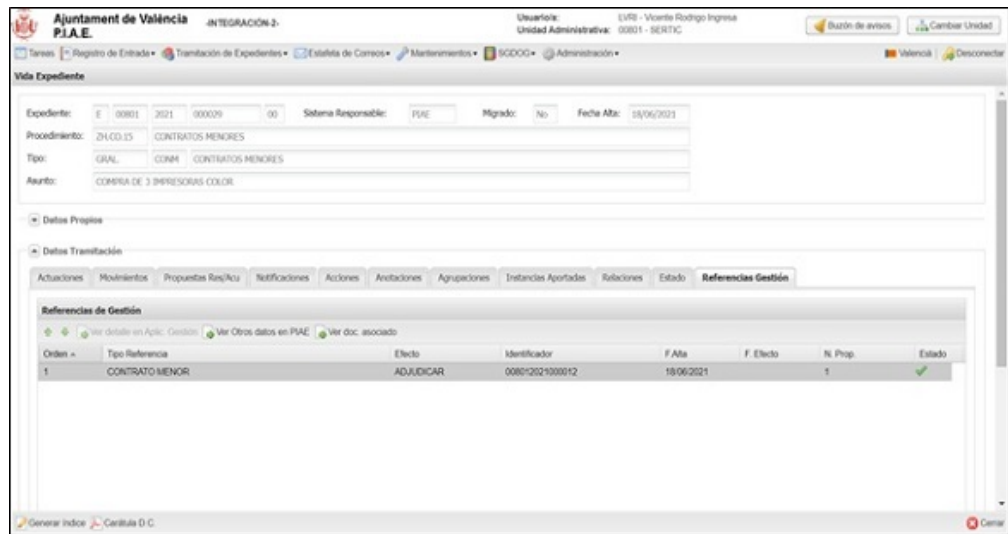 Ajuntament de València -INTEGRACIÓN-2-
P.I.A.E.
Usuario/a: LVRI - Vicente Rodrigo Ingresa
Unidad Administrativa: 00801 - SERTIC
Buzón de avisos
Cambiar Unidad
Tareas Registro de Entrada Tramitación de Expedientes Estafeta de Correos Mantenimientos SGDOC Administración Valencià Desconectar
Vida Expediente
Expediente: E 00801 2021 000029 00 Sistema Responsable: PIAE Migrado: No Fecha Alta: 18/06/2021
Procedimiento: ZH.CO.15 CONTRATOS MENORES
Tipo: GRAL. CONM CONTRATOS MENORES
Asunto: COMPRA DE 3 IMPRESORAS COLOR.
Datos Propios
Datos Tramitación
Actuaciones Movimientos Propuestas Res/Acu Notificaciones Acciones Anotaciones Agrupaciones Instancias Aportadas Relaciones Estado Referencias Gestión
Referencias de Gestión
Ver detalle en Aplic. Gestión Ver Otros datos en PIAE Ver doc. asociado
Orden Tipo Referencia Efecto Identificador F.Alta F. Efecto N. Prop. Estado
1 CONTRATO MENOR ADJUDICAR 008012021000012 18/06/2021 1
Generar índice Carátula D.C. Cerrar